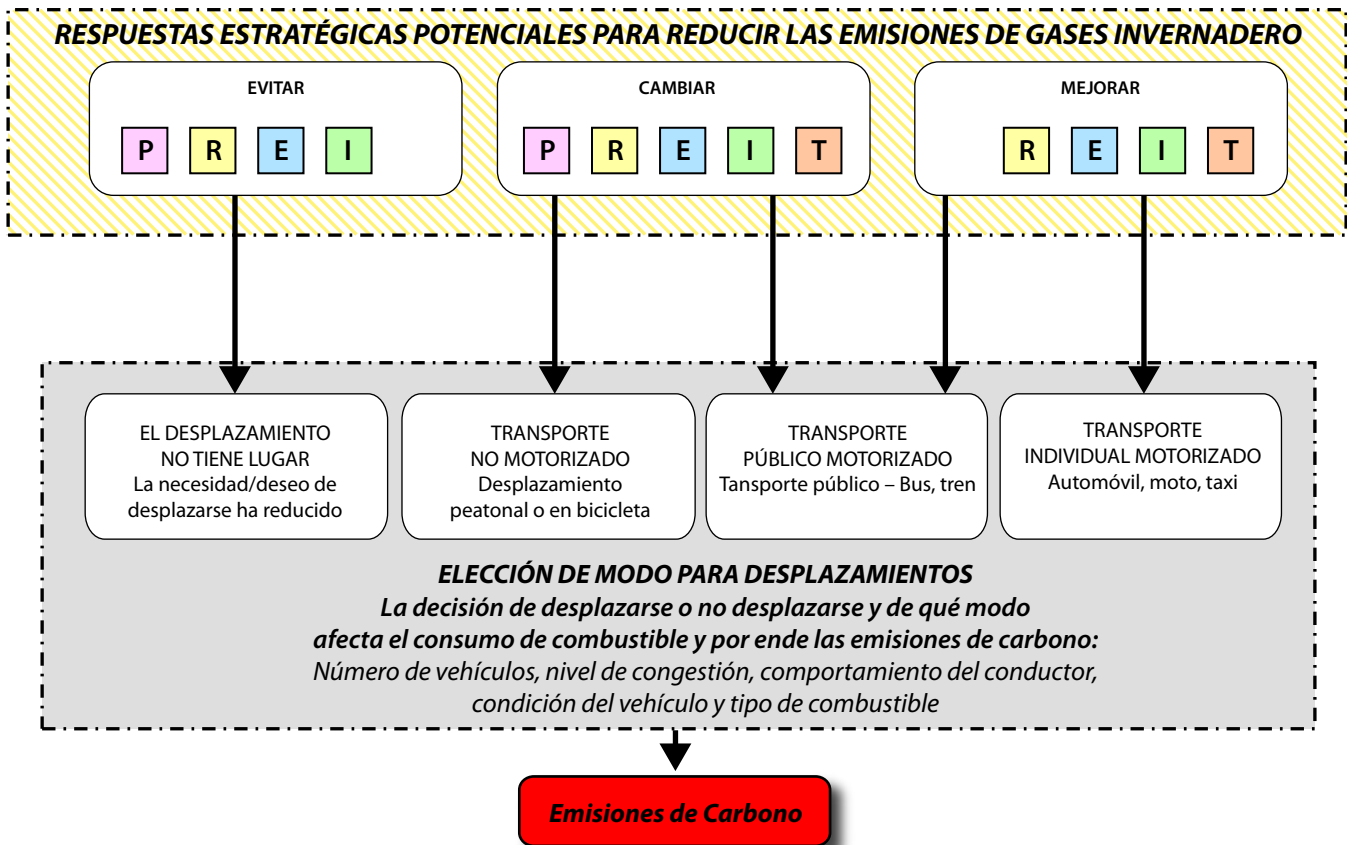 RESPUESTAS ESTRATÉGICAS POTENCIALES PARA REDUCIR LAS EMISIONES DE GASES INVERNADERO
EVITAR
P R E I
CAMBIAR
P R E I T
MEJORAR
R E I T
EL DESPLAZAMIENTO
NO TIENE LUGAR
La necesidad/deseo de
desplazarse ha reducido
TRANSPORTE
NO MOTORIZADO
Desplazamiento
peatonal o en bicicleta
TRANSPORTE
PÚBLICO MOTORIZADO
Tansporte público – Bus, tren
TRANSPORTE
INDIVIDUAL MOTORIZADO
Automóvil, moto, taxi
ELECCIÓN DE MODO PARA DESPLAZAMIENTOS
La decisión de desplazarse o no desplazarse y de qué modo
afecta el consumo de combustible y por ende las emisiones de carbono:
Número de vehículos, nivel de congestión, comportamiento del conductor,
condición del vehículo y tipo de combustible
Emisiones de Carbono